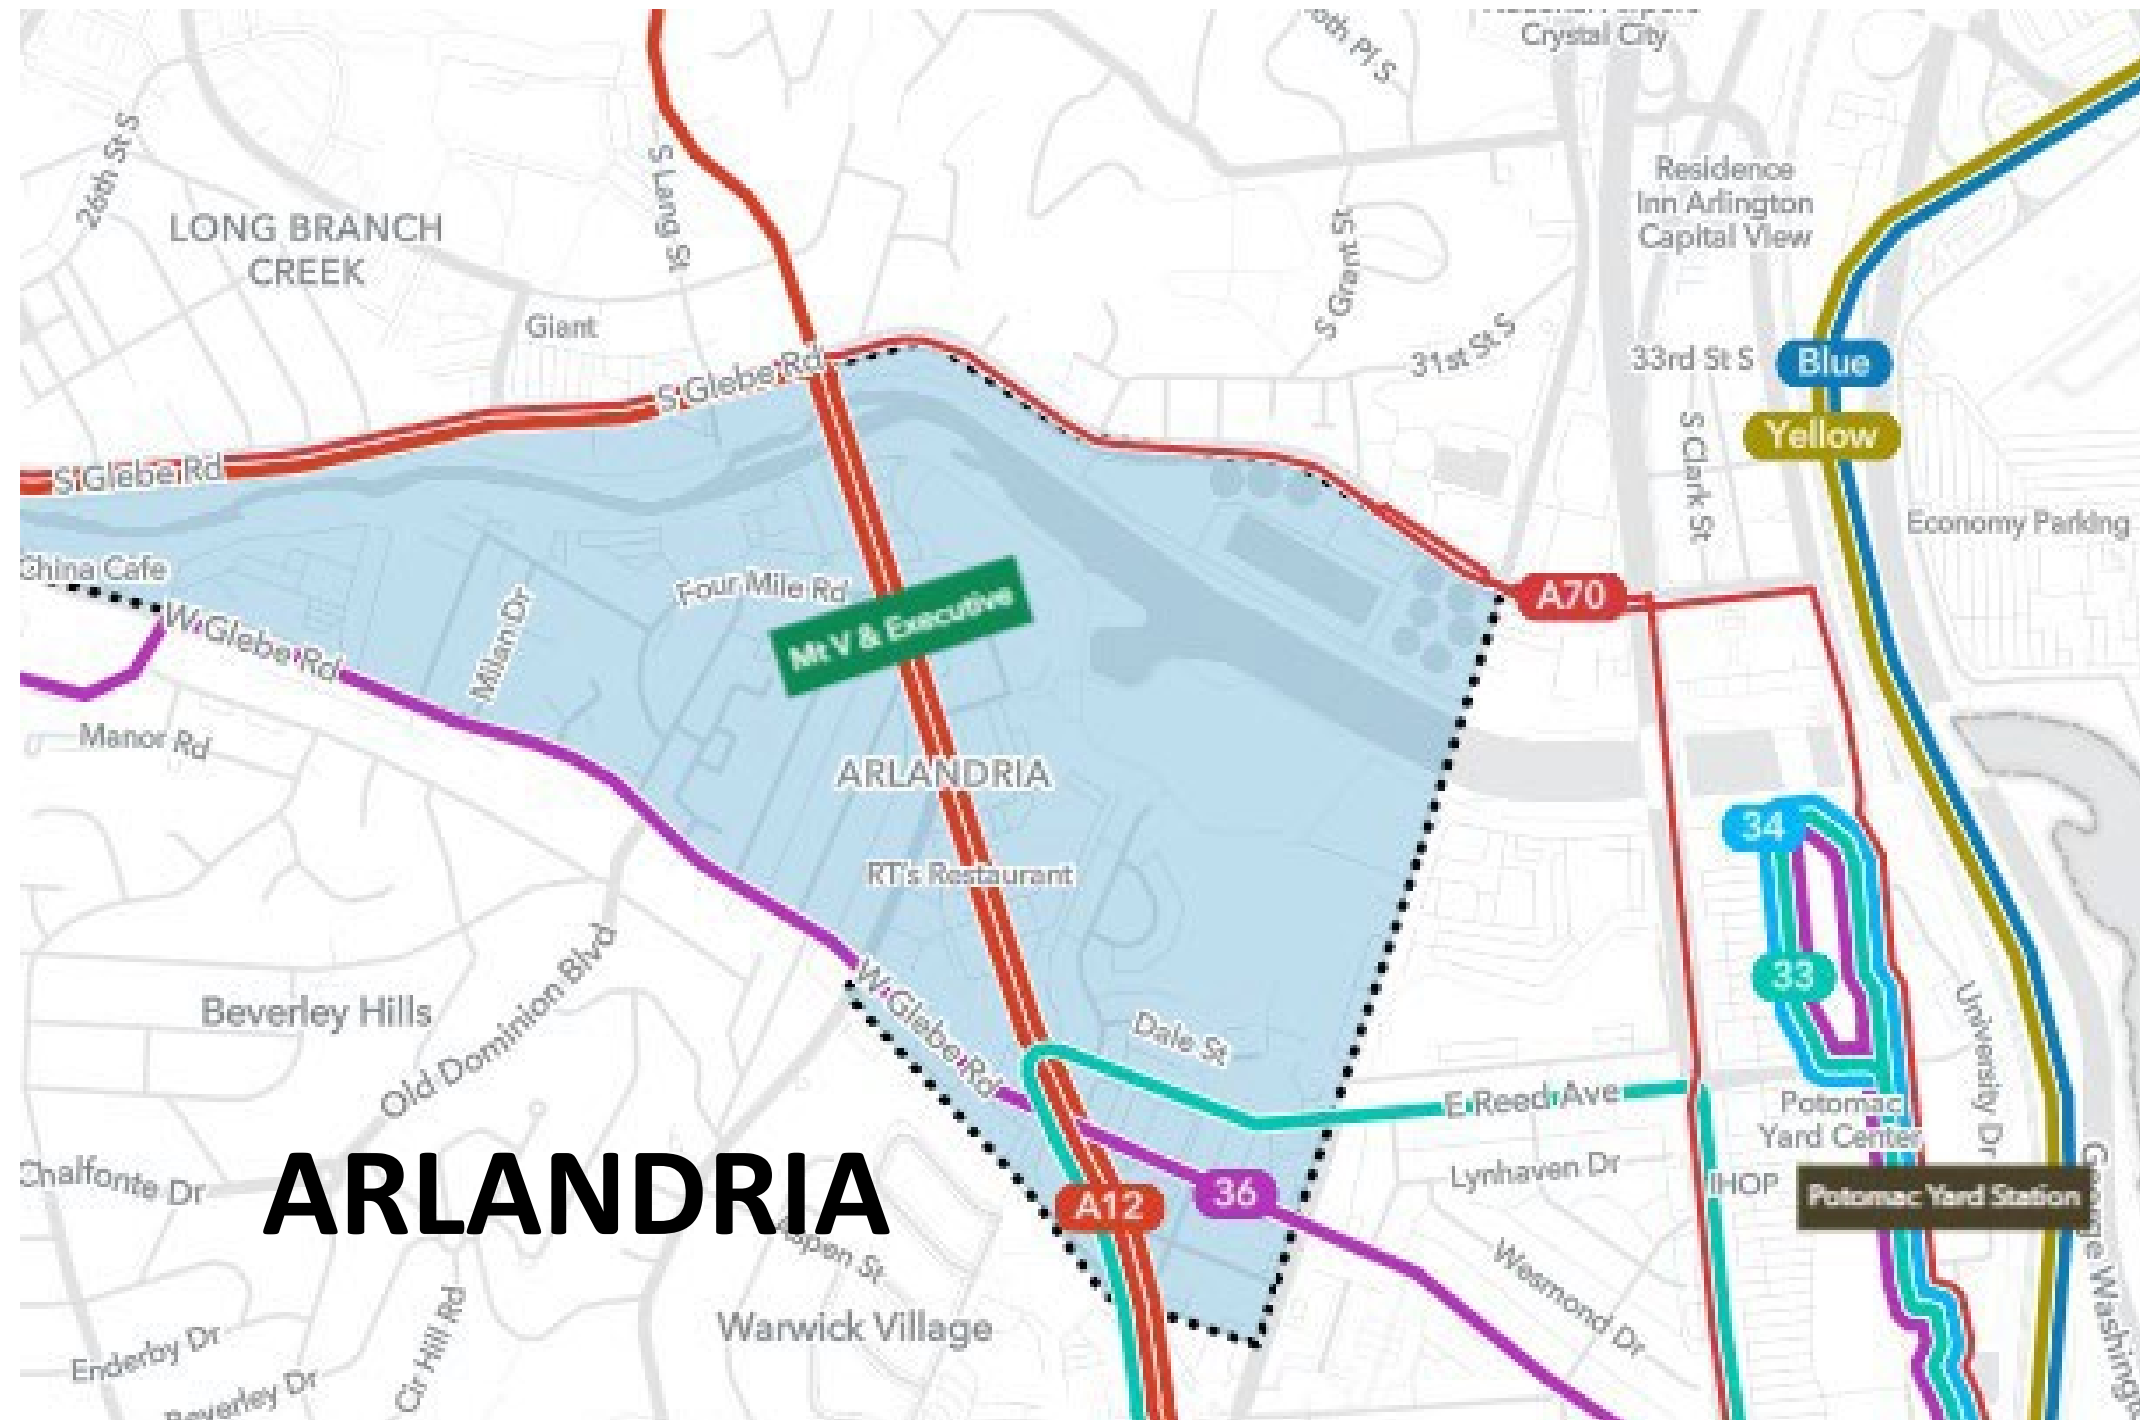 Crystal City
26th St S
S Lang St
Residence
Inn Arlington
Capital View
LONG BRANCH
CREEK
S Grant St
Giant
31st St S
33rd St S
Blue
S Glebe Rd
Yellow
S Clark St
S Glebe Rd
Economy Parking
China Cafe
Four Mile Rd
Milan Dr
Mt V & Executive
A70
W Glebe Rd
Manor Rd
ARLANDRIA
34
RT's Restaurant
33
W Glebe Rd
Beverley Hills
Old Dominion Blvd
Dale St
University Dr
E Reed Ave
Potomac
Yard Center
Lynhaven Dr
IHOP
Chalfonte Dr
ARLANDRIA
A12
36
Potomac Yard Station
Wesmond Dr
Warwick Village
Enderby Dr
Cir Hill Rd
Beverley Dr